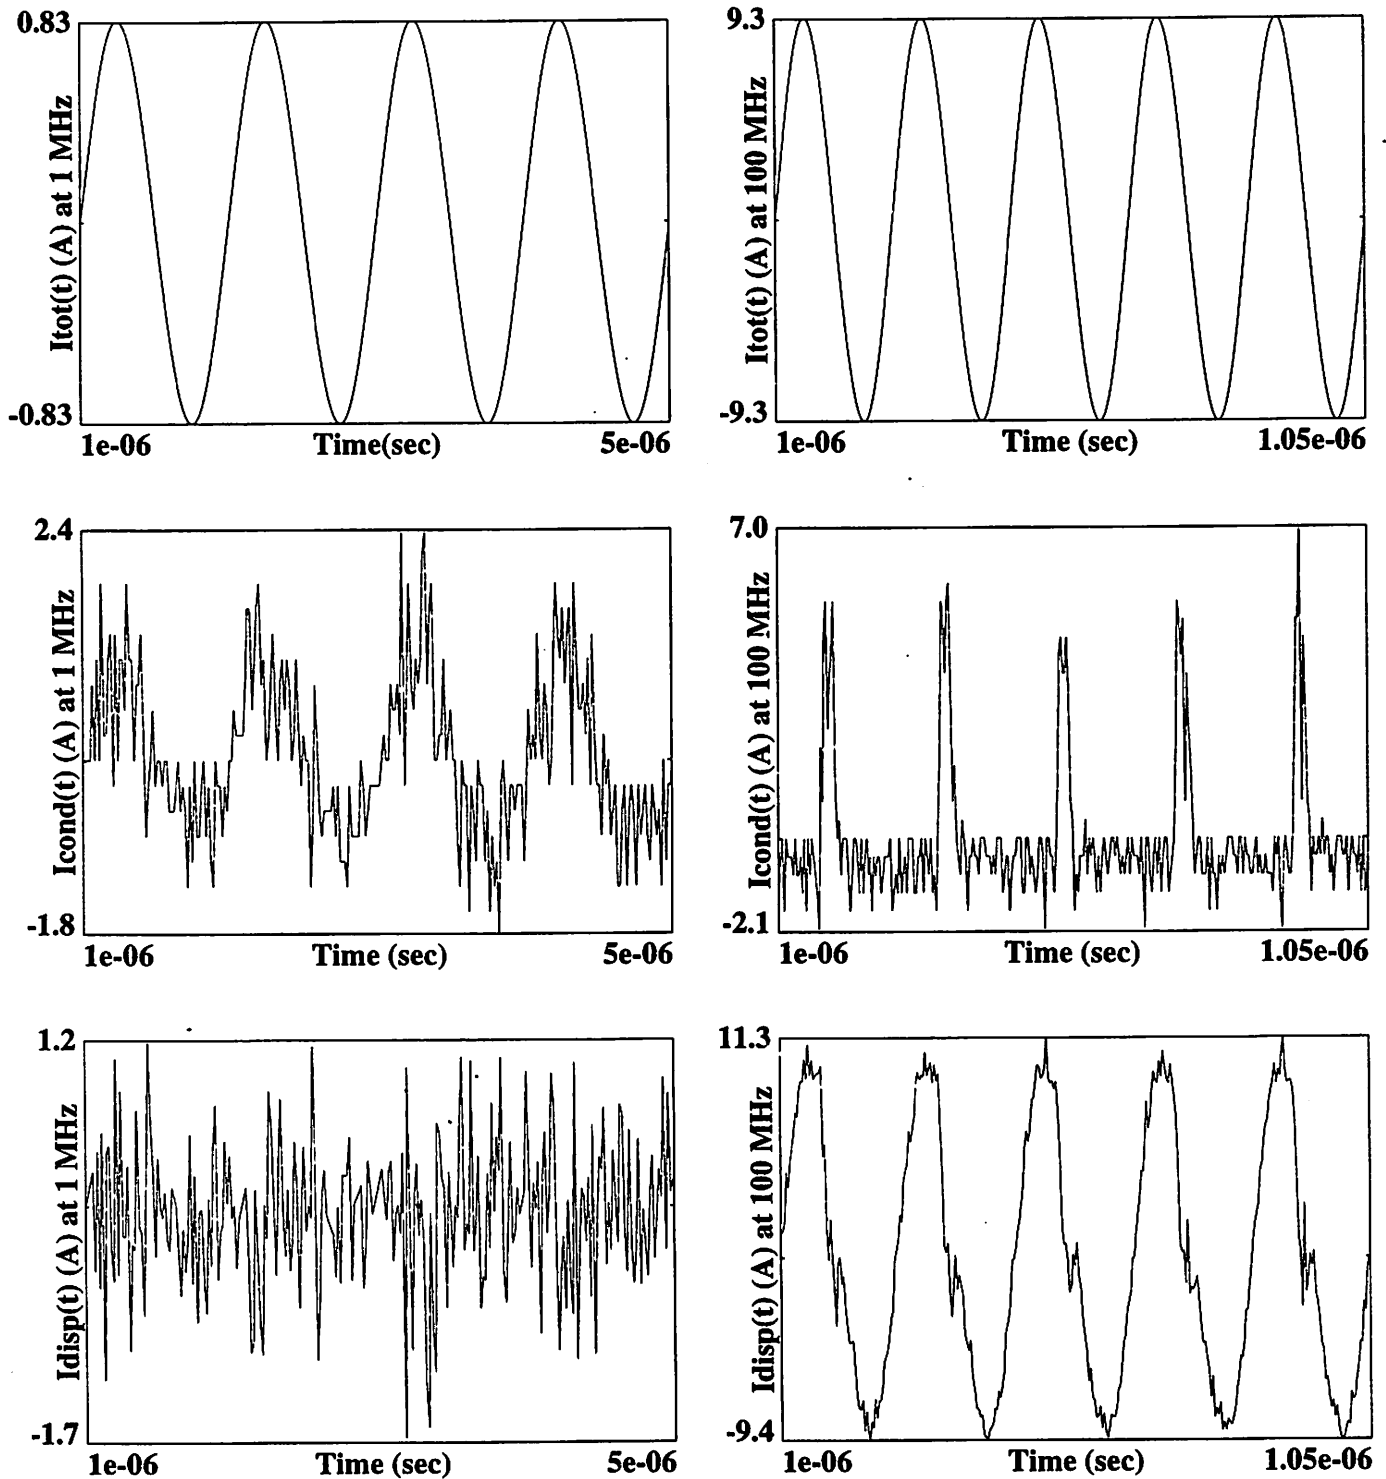 0.83
Itot(t) (A) at 1 MHz
-0.83
1e-06 Time(sec) 5e-06
9.3
Itot(t) (A) at 100 MHz
-9.3
1e-06 Time (sec) 1.05e-06
2.4
Icond(t) (A) at 1 MHz
-1.8
1e-06 Time (sec) 5e-06
7.0
Icond(t) (A) at 100 MHz
-2.1
1e-06 Time (sec) 1.05e-06
1.2
Idisp(t) (A) at 1 MHz
-1.7
1e-06 Time (sec) 5e-06
11.3
Idisp(t) (A) at 100 MHz
-9.4
1e-06 Time (sec) 1.05e-06